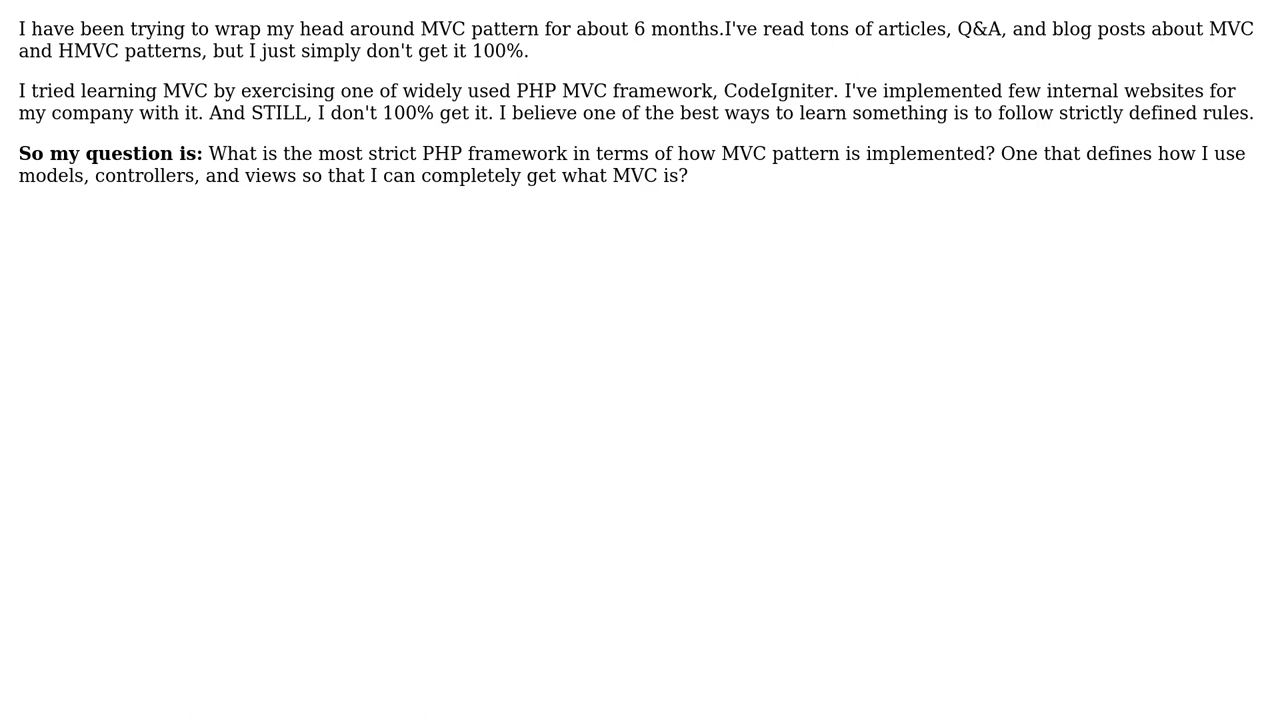 I have been trying to wrap my head around MVC pattern for about 6 months.I've read tons of articles, Q&A, and blog posts about MVC
and HMVC patterns, but I just simply don't get it 100%.
I tried learning MVC by exercising one of widely used PHP MVC framework, CodeIgniter. I've implemented few internal websites for
my company with it. And STILL, I don't 100% get it. I believe one of the best ways to learn something is to follow strictly defined rules.
So my question is: What is the most strict PHP framework in terms of how MVC pattern is implemented? One that defines how I use
models, controllers, and views so that I can completely get what MVC is?